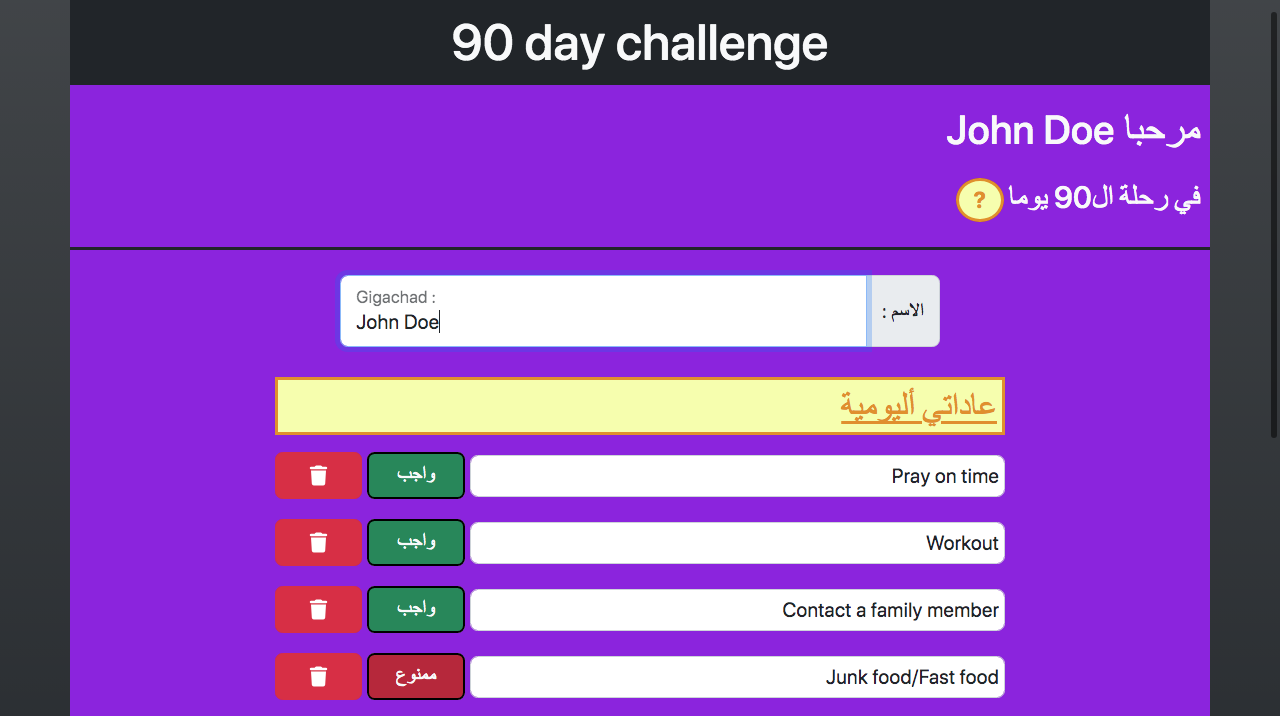 90 day challenge
مرحبا John Doe
في رحلة ال90 يوما ?
الاسم :
Gigachad :
John Doe
عاداتي أليومية
Pray on time
واجب
Workout
واجب
Contact a family member
واجب
Junk food/Fast food
ممنوع